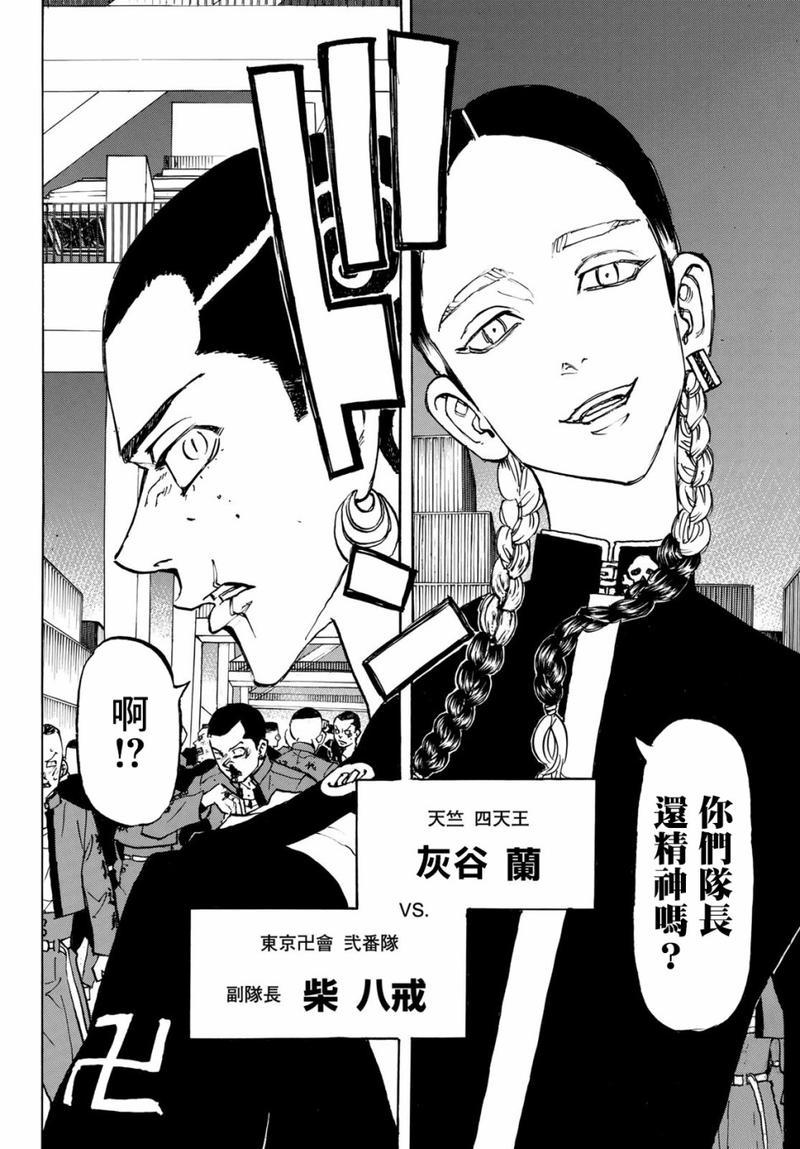 你們隊長
還精神嗎？
啊
!?
天竺 四天王
灰谷 蘭
VS.
東京卍會 弐番隊
副隊長 柴 八戒
卍